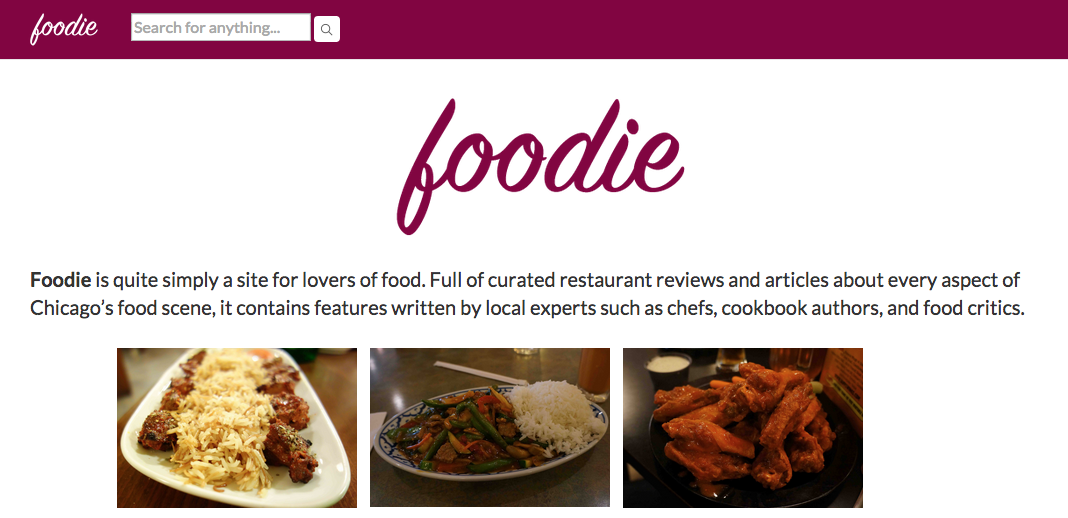 foodie
Search for anything...
foodie
Foodie is quite simply a site for lovers of food. Full of curated restaurant reviews and articles about every aspect of
Chicago’s food scene, it contains features written by local experts such as chefs, cookbook authors, and food critics.